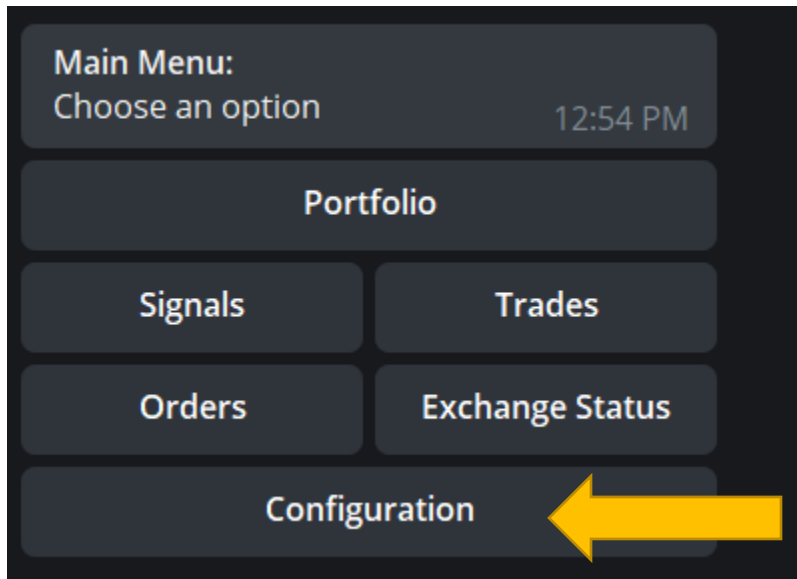 Main Menu:
Choose an option
12:54 PM
Portfolio
Signals
Trades
Orders
Exchange Status
Configuration